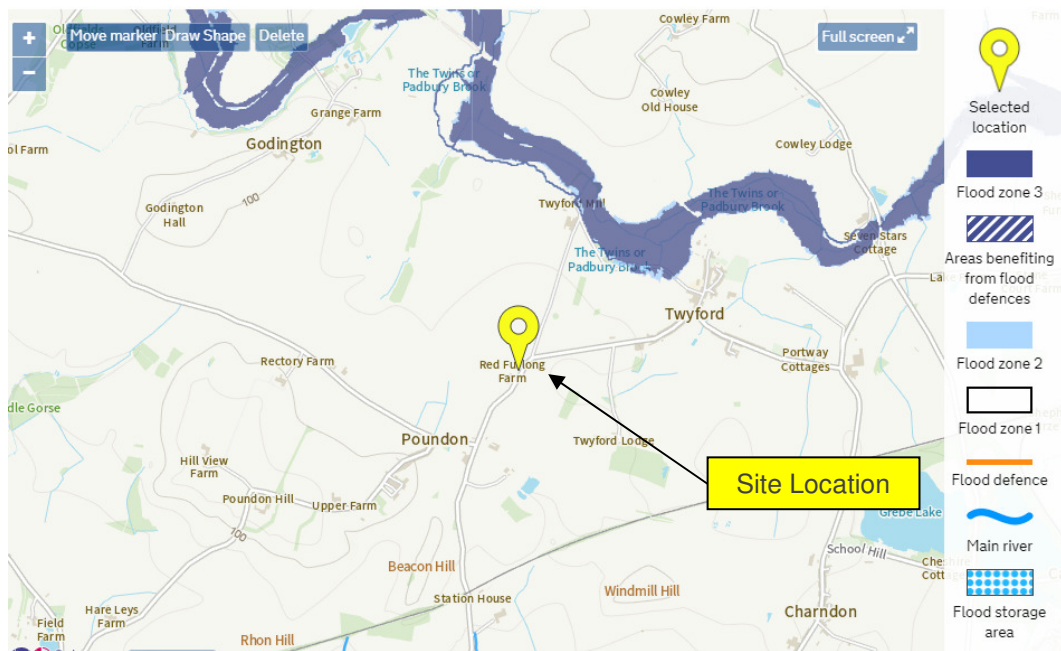 +
−
Move marker
Draw Shape
Delete
Full screen
Cowley Farm
The Twins or
Padbury Brook
Cowley
Old House
Grange Farm
Godington
Cowley Lodge
ol Farm
Godington
Hall
100
Twyford Mill
The Twins or
Padbury Brook
Seven Stars
Cottage
The Twins or
Padbury Brook
Twyford
Rectory Farm
Red Furlong
Farm
Portway
Cottages
dle Gorse
Poundon
Twyford Lodge
Hill View
Farm
Poundon Hill
Upper Farm
100
Site Location
Grebe Lake
School Hill
Beacon Hill
Station House
Windmill Hill
Charndon
Hare Leys
Farm
Field
Farm
Rhon Hill
Selected
location
Flood zone 3
Areas benefiting
from flood
defences
Flood zone 2
Flood zone 1
Flood defence
Main river
Flood storage
area